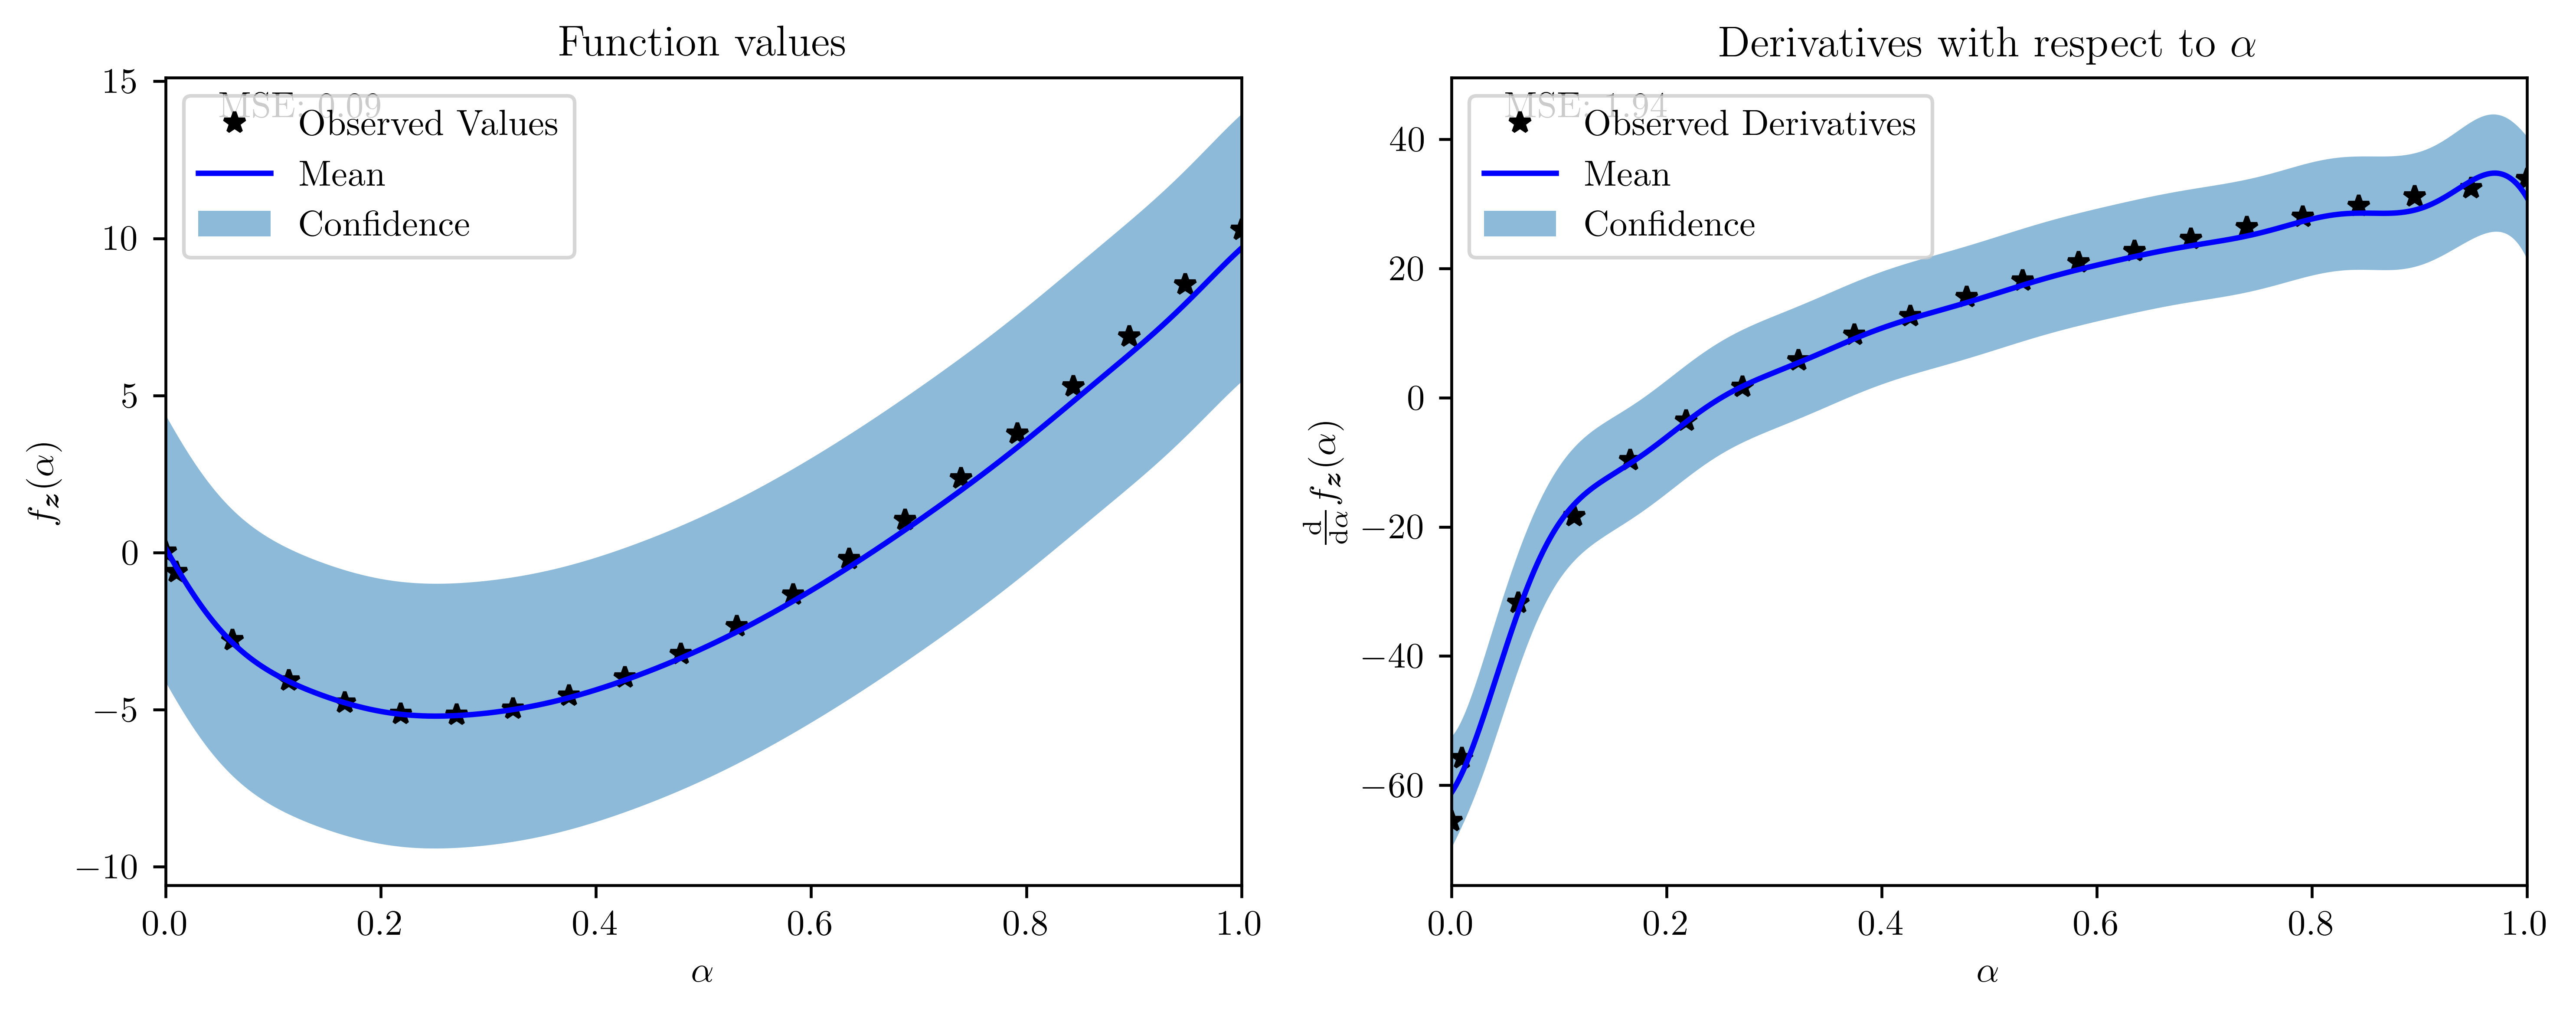 Function values
15
10
5
0
−5
−10
MSE: 0.09
Observed Values
Mean
Confidence
f_z(α)
0.0 0.2 0.4 0.6 0.8 1.0
α
Derivatives with respect to α
40
20
0
−20
−40
−60
MSE: 1.94
Observed Derivatives
Mean
Confidence
d/dα f_z(α)
0.0 0.2 0.4 0.6 0.8 1.0
α